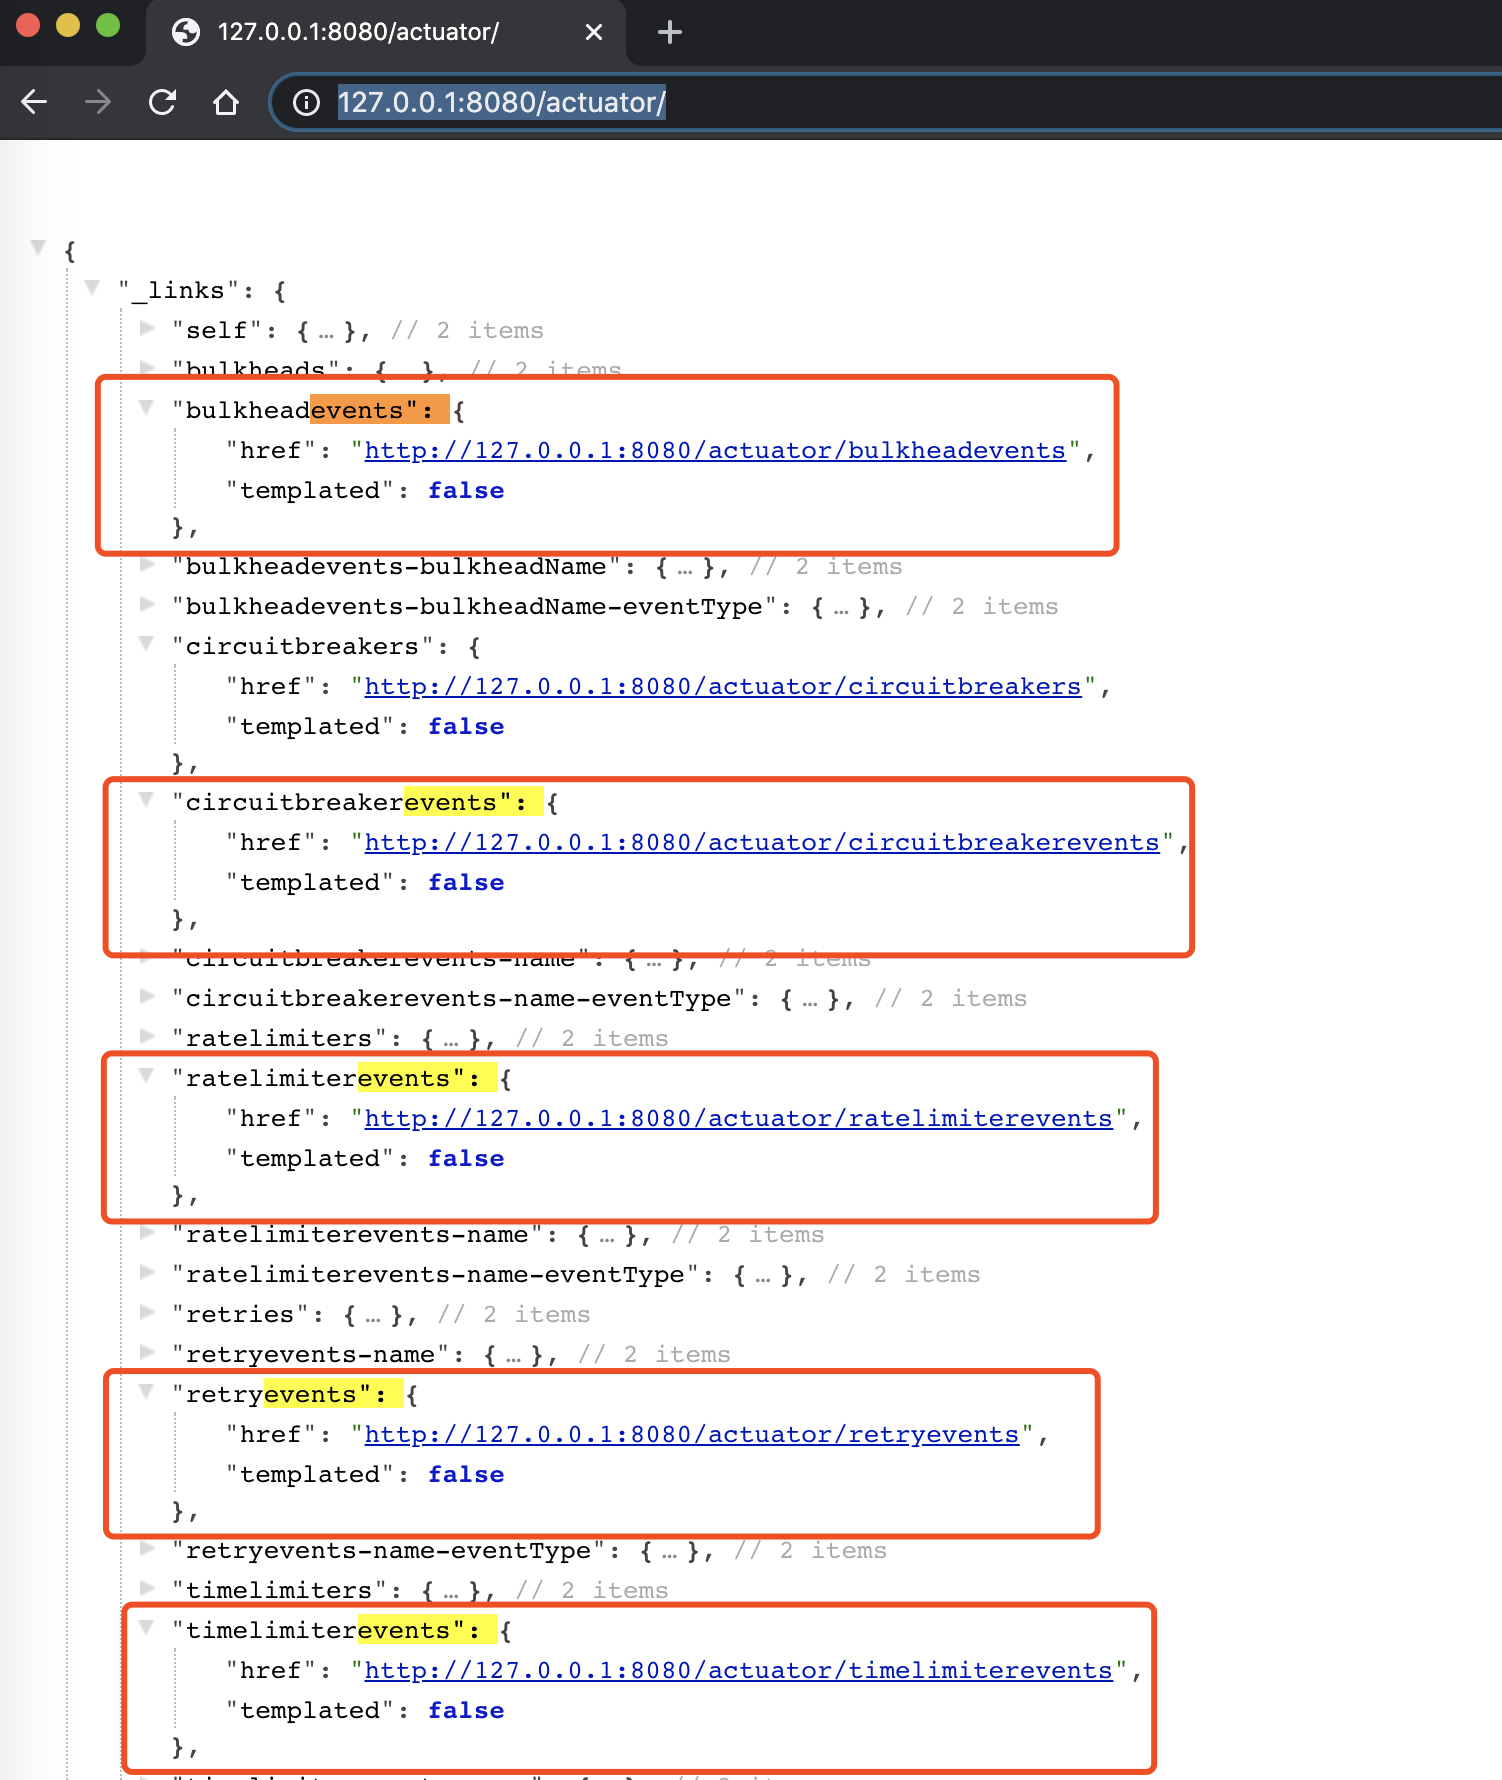 127.0.0.1:8080/actuator/
127.0.0.1:8080/actuator/
{
"_links": {
"self": { … }, // 2 items
"bulkheads": { … }, // 2 items
"bulkheadevents": {
"href": "http://127.0.0.1:8080/actuator/bulkheadevents",
"templated": false
},
"bulkheadevents-bulkheadName": { … }, // 2 items
"bulkheadevents-bulkheadName-eventType": { … }, // 2 items
"circuitbreakers": {
"href": "http://127.0.0.1:8080/actuator/circuitbreakers",
"templated": false
},
"circuitbreakerevents": {
"href": "http://127.0.0.1:8080/actuator/circuitbreakerevents",
"templated": false
},
"circuitbreakerevents-name": { … }, // 2 items
"circuitbreakerevents-name-eventType": { … }, // 2 items
"ratelimiters": { … }, // 2 items
"ratelimiterevents": {
"href": "http://127.0.0.1:8080/actuator/ratelimiterevents",
"templated": false
},
"ratelimiterevents-name": { … }, // 2 items
"ratelimiterevents-name-eventType": { … }, // 2 items
"retries": { … }, // 2 items
"retryevents-name": { … }, // 2 items
"retryevents": {
"href": "http://127.0.0.1:8080/actuator/retryevents",
"templated": false
},
"retryevents-name-eventType": { … }, // 2 items
"timelimiters": { … }, // 2 items
"timelimiterevents": {
"href": "http://127.0.0.1:8080/actuator/timelimiterevents",
"templated": false
},